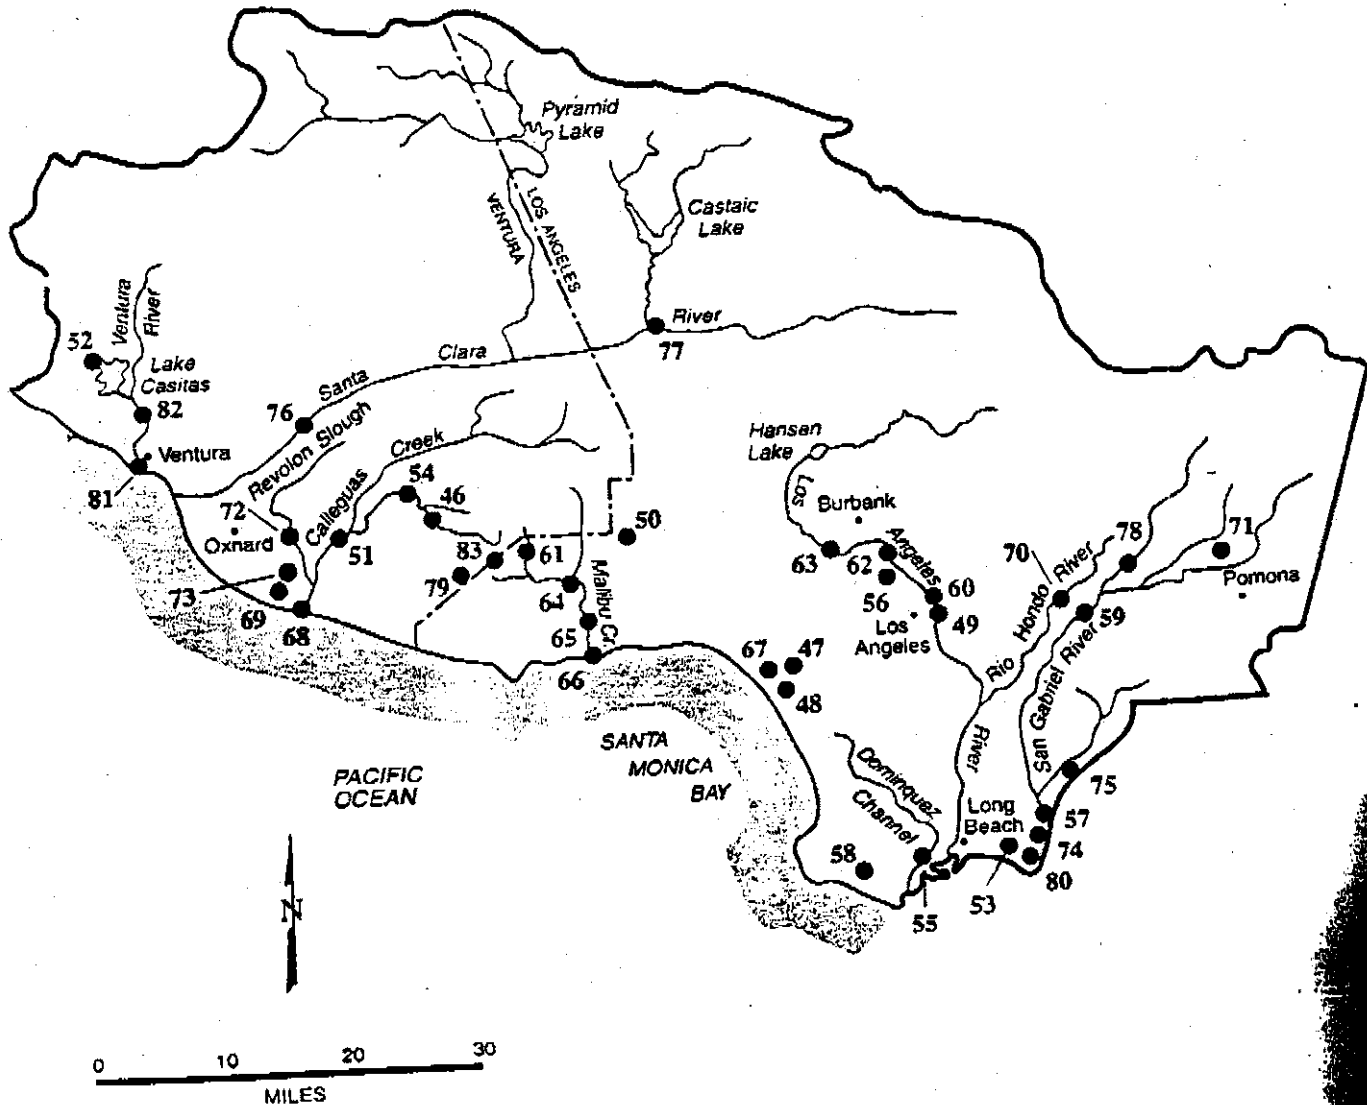 Pyramid
Lake
LOS ANGELES
VENTURA
Castaic
Lake
Ventura
River
52
Lake
Casitas
82
Ventura
81
River
77
Clara
Santa
76
Revolon Slough
Creek
Calleguas
54
46
72
Oxnard
51
83
61
50
79
73
69
68
64
Malibu Cr.
65
66
Hansen
Lake
Los
Burbank
Angeles
63
62
56
60
49
Los
Angeles
70
78
71
Pomona
Rio Hondo River
59
San Gabriel River
67
47
48
River
SANTA
MONICA
BAY
PACIFIC
OCEAN
Dominquez
Channel
Long
Beach
75
57
74
80
58
55
53
N
0 10 20 30
MILES